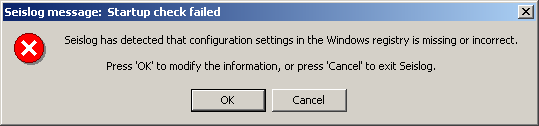 Seislog message: Startup check failed
Seislog has detected that configuration settings in the Windows registry is missing or incorrect.
Press 'OK' to modify the information, or press 'Cancel' to exit Seislog.
OK
Cancel